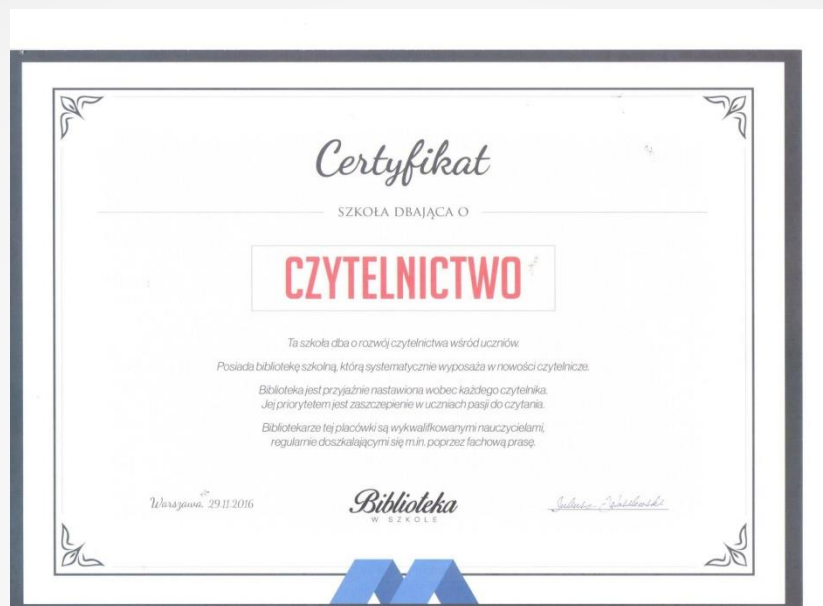 Certyfikat
SZKOŁA DBAJĄCA O
CZYTELNICTWO
Ta szkoła dba o rozwój czytelnictwa wśród uczniów.
Posiada bibliotekę szkolną, którą systematycznie wyposaża w nowości czytelnicze.
Biblioteka jest przyjaźnie nastawiona wobec każdego czytelnika.
Jej priorytetem jest zaszczepienie w uczniach pasji do czytania.
Bibliotekarze tej placówki są wykwalifkowanymi nauczycielami,
regularnie doszkalającymi się m.in. poprzez fachową prasę.
Warszawa, 29.11.2016
Biblioteka
W SZKOLE